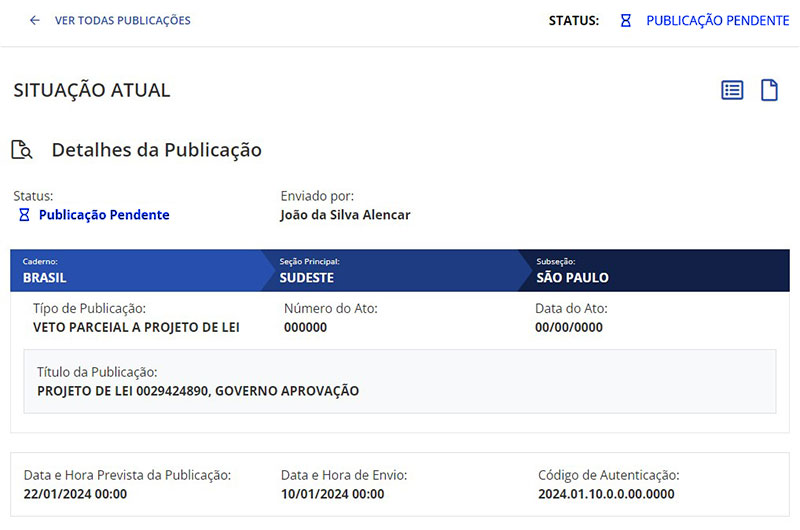 VER TODAS PUBLICAÇÕES
STATUS: PUBLICAÇÃO PENDENTE
SITUAÇÃO ATUAL
Detalhes da Publicação
Status: Enviado por:
Publicação Pendente João da Silva Alencar
Caderno: Seção Principal: Subseção:
BRASIL SUDESTE SÃO PAULO
Típo de Publicação: Número do Ato: Data do Ato:
VETO PARCEIAL A PROJETO DE LEI 000000 00/00/0000
Título da Publicação:
PROJETO DE LEI 0029424890, GOVERNO APROVAÇÃO
Data e Hora Prevista da Publicação: Data e Hora de Envio: Código de Autenticação:
22/01/2024 00:00 10/01/2024 00:00 2024.01.10.0.0.00.0000